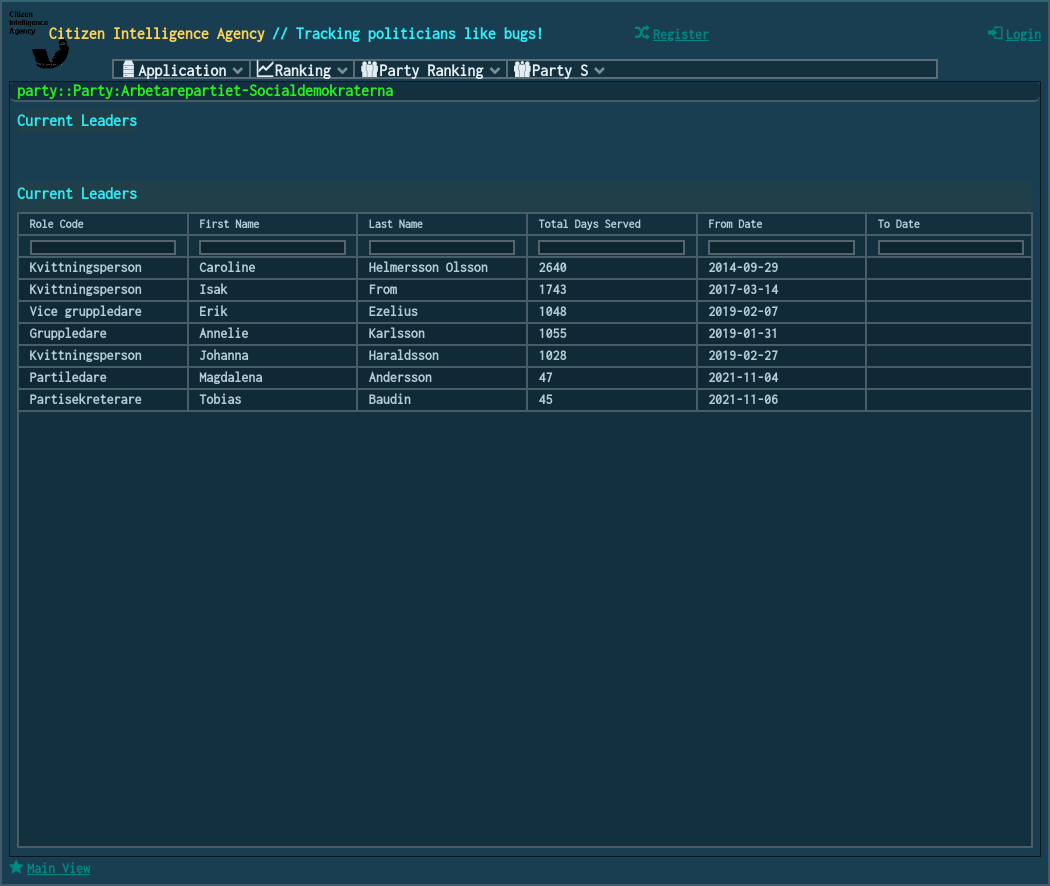 Citizen
Intelligence
Agency
Citizen Intelligence Agency // Tracking politicians like bugs!
Register
Login
Application
Ranking
Party Ranking
Party S
party::Party:Arbetarepartiet-Socialdemokraterna
Current Leaders
Current Leaders
Role Code First Name Last Name Total Days Served From Date To Date
Kvittningsperson Caroline Helmersson Olsson 2640 2014-09-29
Kvittningsperson Isak From 1743 2017-03-14
Vice gruppledare Erik Ezelius 1048 2019-02-07
Gruppledare Annelie Karlsson 1055 2019-01-31
Kvittningsperson Johanna Haraldsson 1028 2019-02-27
Partiledare Magdalena Andersson 47 2021-11-04
Partisekreterare Tobias Baudin 45 2021-11-06
Main View